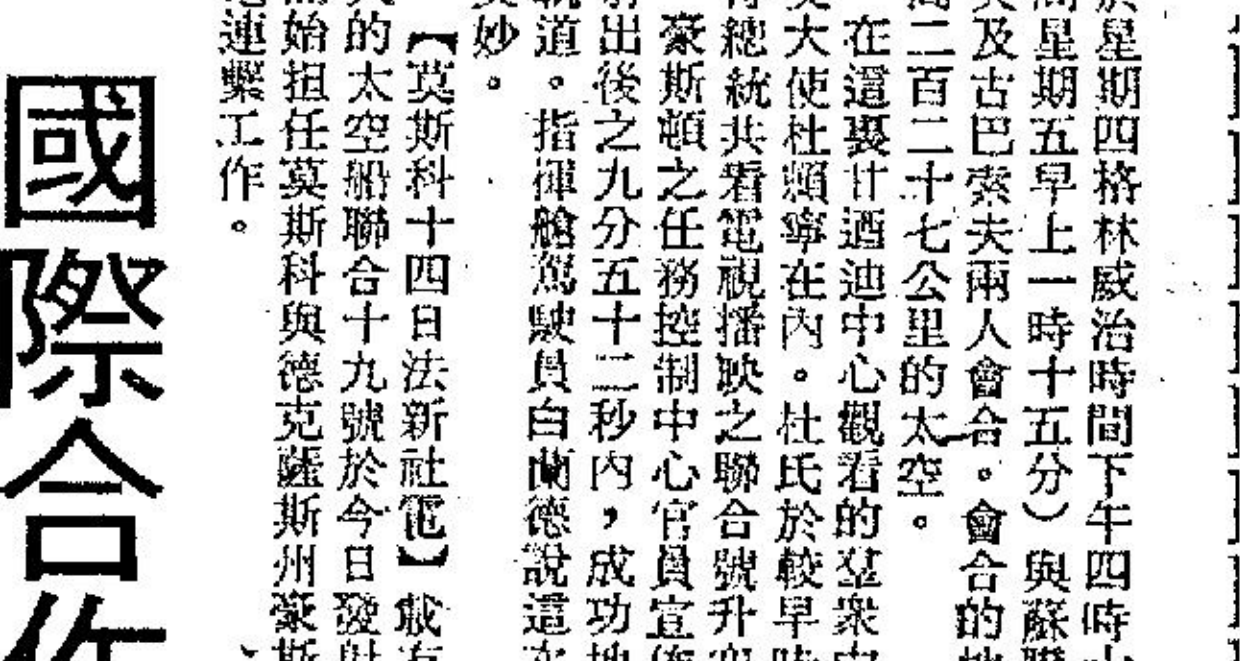 星期四格林威治時間下午四時
星期五早上一時十五分）與蘇聯
及古巴索夫兩人會合。會合的地
二百二十七公里的太空。
在這裏甘迺迪中心觀看的羣衆中
大使杜頻寧在內。杜氏於較早時
總統共看電視播映之聯合號升空
豪斯頓之任務控制中心官員宣佈
出後之九分五十二秒內，成功地
軌道。指揮艙駕駛員白蘭德說這次
妙。
【莫斯科十四日法新社電】載有
的太空船聯合十九號於今日發射
始担任莫斯科與德克薩斯州豪斯
連繫工作。
國際合作